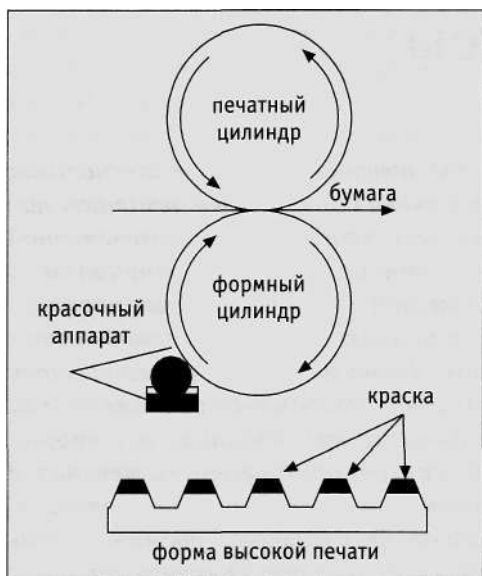 печатный
цилиндр
бумага
формный
цилиндр
красочный
аппарат
краска
форма высокой печати